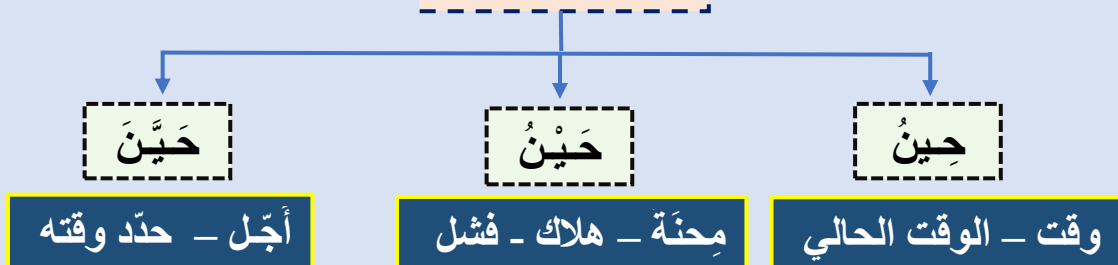 حِينُ
حَيْنُ
حَيَّنَ
وقت – الوقت الحالي
مِحنَة – هلاك - فشل
أَجّل – حدّد وقته